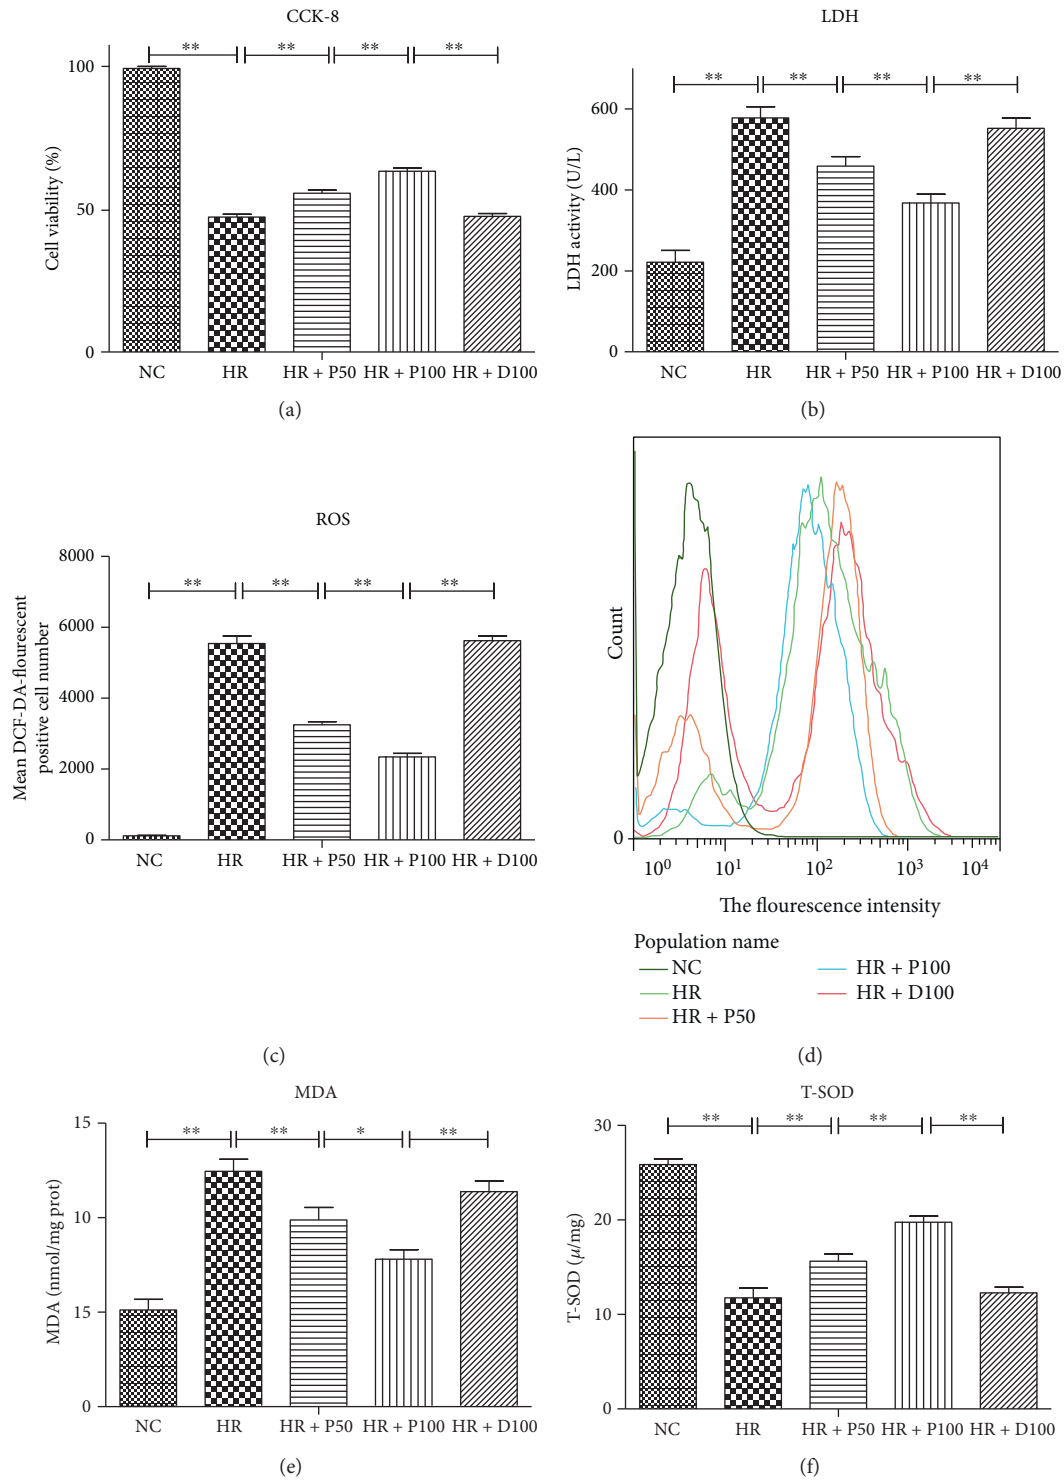 CCK-8
** ** ** **
100
50
0
Cell viability (%)
NC HR HR + P50 HR + P100 HR + D100
(a)
LDH
** ** ** **
600
400
200
0
LDH activity (U/L)
NC HR HR + P50 HR + P100 HR + D100
(b)
ROS
** ** ** **
8000
6000
4000
2000
0
Mean DCF-DA-flourescent
positive cell number
NC HR HR + P50 HR + P100 HR + D100
(c)
Count
0
10⁰ 10¹ 10² 10³ 10⁴
The flourescence intensity
Population name
NC HR + P100
HR HR + D100
HR + P50
(d)
MDA
** ** * **
15
10
15
0
MDA (nmol/mg prot)
NC HR HR + P50 HR + P100 HR + D100
(e)
T-SOD
** ** ** **
30
20
10
0
T-SOD (μ/mg)
NC HR HR + P50 HR + P100 HR + D100
(f)